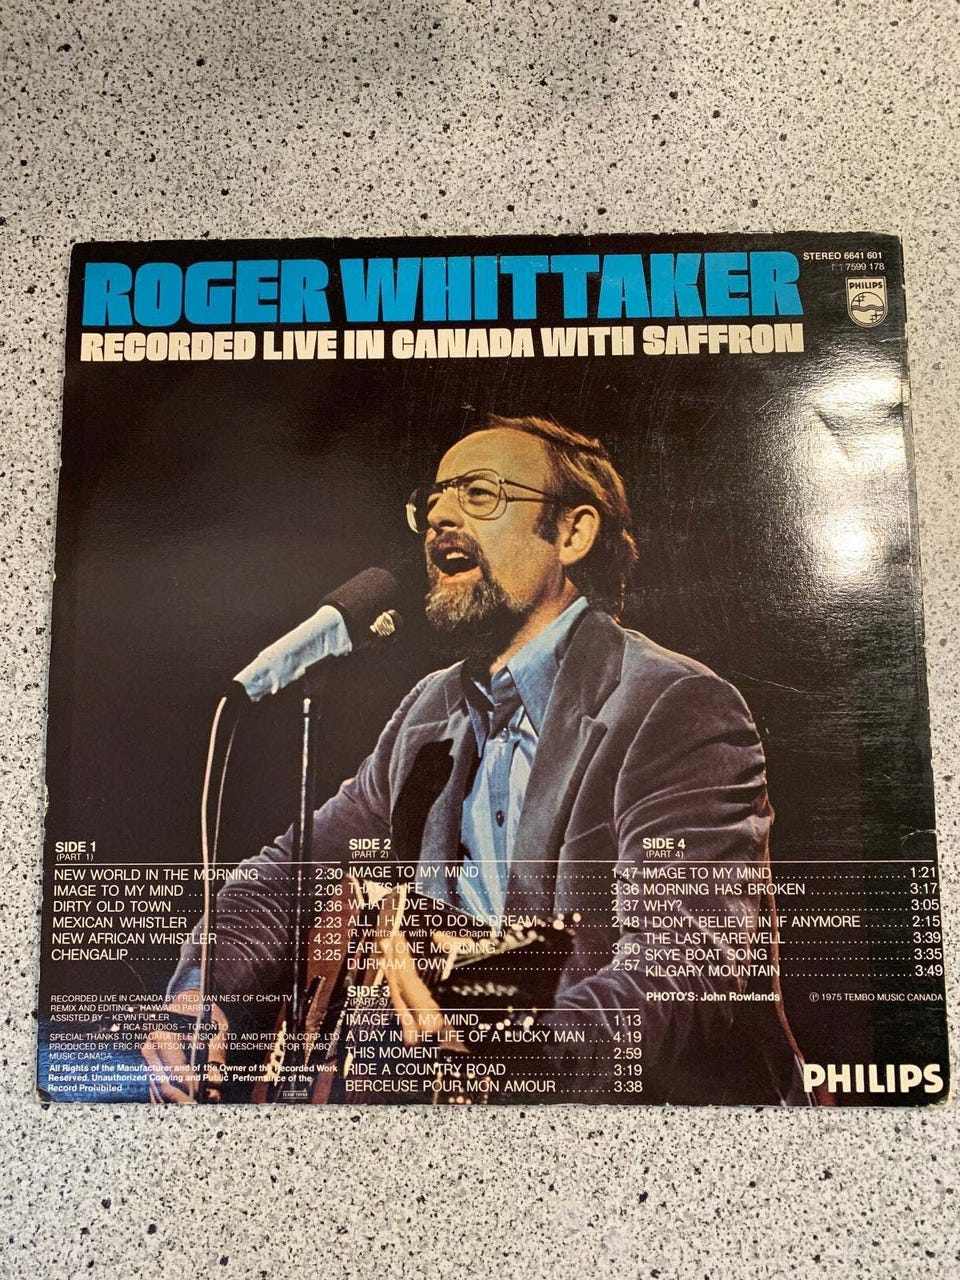 ROGER WHITTAKER
RECORDED LIVE IN CANADA WITH SAFFRON
STEREO 6641 601
7599 178
PHILIPS
SIDE 1
(PART 1)
NEW WORLD IN THE MORNING 2:30
IMAGE TO MY MIND 2:06
DIRTY OLD TOWN 3:36
MEXICAN WHISTLER 2:23
NEW AFRICAN WHISTLER 4:32
CHENGALIP 3:25
SIDE 2
(PART 2)
IMAGE TO MY MIND 1:47
THAT'S LIFE 3:36
WHAT LOVE IS 2:37
ALL I HAVE TO DO IS DREAM 2:48
(R. Whittaker with Karen Chapman)
EARLY ONE MORNING 3:50
DURHAM TOWN 2:57
SIDE 3
(PART 3)
IMAGE TO MY MIND 1:13
A DAY IN THE LIFE OF A LUCKY MAN 4:19
THIS MOMENT 2:59
RIDE A COUNTRY ROAD 3:19
BERCEUSE POUR MON AMOUR 3:38
SIDE 4
(PART 4)
IMAGE TO MY MIND 1:21
MORNING HAS BROKEN 3:17
WHY? 3:05
I DON'T BELIEVE IN IF ANYMORE 2:15
THE LAST FAREWELL 3:39
SKYE BOAT SONG 3:35
KILGARY MOUNTAIN 3:49
PHOTO'S: John Rowlands
Ⓟ 1975 TEMBO MUSIC CANADA
RECORDED LIVE IN CANADA BY FRED VAN NEST OF CHCH TV
REMIX AND EDITING – HAYWARD PARROT
ASSISTED BY – KEVIN FULLER
AT RCA STUDIOS – TORONTO
SPECIAL THANKS TO NIAGARA TELEVISION LTD. AND PITTSON CORP. LTD.
PRODUCED BY: ERIC ROBERTSON AND YVAN DESCHENES FOR TEMBO
MUSIC CANADA
All Rights of the Manufacturer and of the Owner of the Recorded Work
Reserved. Unauthorized Copying and Public Performance of the
Record Prohibited
PHILIPS